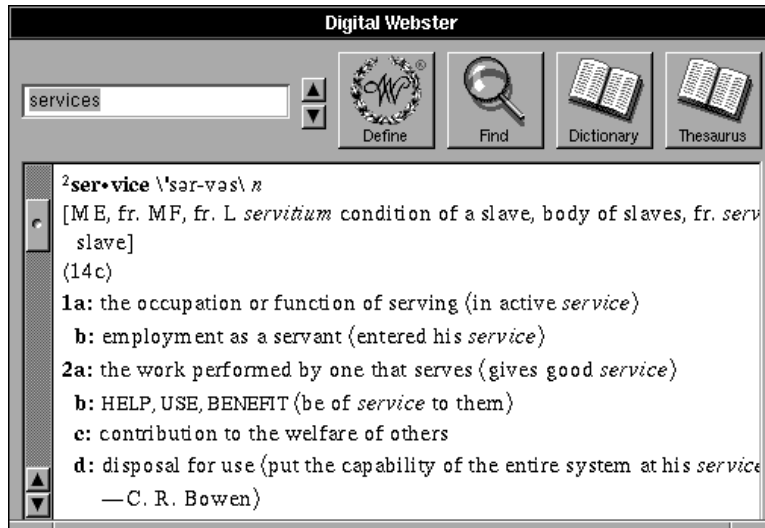 Digital Webster
services
Define
Find
Dictionary
Thesaurus
²ser•vice \'sər-vəs\ n
[ME, fr. MF, fr. L servitium condition of a slave, body of slaves, fr. serv
slave]
(14c)
1a: the occupation or function of serving ⟨in active service⟩
b: employment as a servant ⟨entered his service⟩
2a: the work performed by one that serves ⟨gives good service⟩
b: HELP, USE, BENEFIT ⟨be of service to them⟩
c: contribution to the welfare of others
d: disposal for use ⟨put the capability of the entire system at his service
—C. R. Bowen⟩